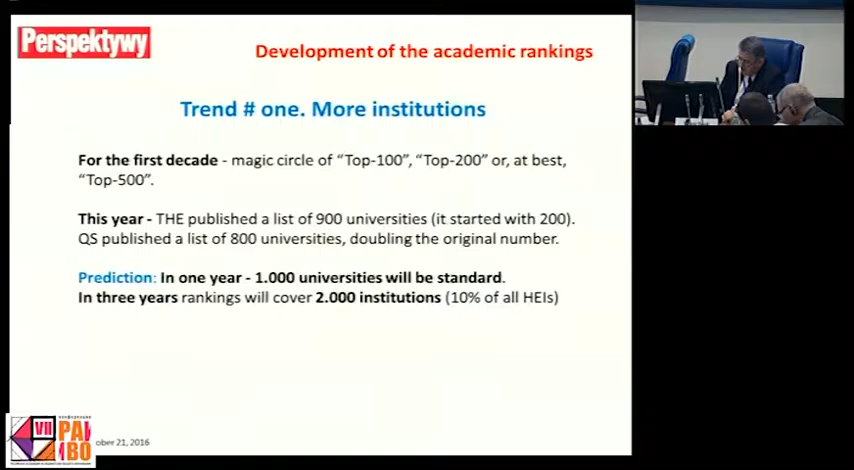 Perspektywy
Development of the academic rankings
Trend # one. More institutions
For the first decade - magic circle of “Top-100”, “Top-200” or, at best,
“Top-500”.
This year - THE published a list of 900 universities (it started with 200).
QS published a list of 800 universities, doubling the original number.
Prediction: In one year - 1.000 universities will be standard.
In three years rankings will cover 2.000 institutions (10% of all HEIs)
VII
ober 21, 2016